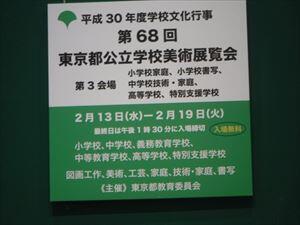 平成30年度学校文化行事
第68回
東京都公立学校美術展覧会
第3会場
小学校家庭、小学校書写、
中学校技術・家庭、
高等学校、特別支援学校
2月13日(水)ー2月19日(火)
最終日は午後1時30分に入場締切
入場無料
小学校、中学校、義務教育学校、
中等教育学校、高等学校、特別支援学校
図画工作、美術、工芸、家庭、技術・家庭、書写
《主催》東京都教育委員会